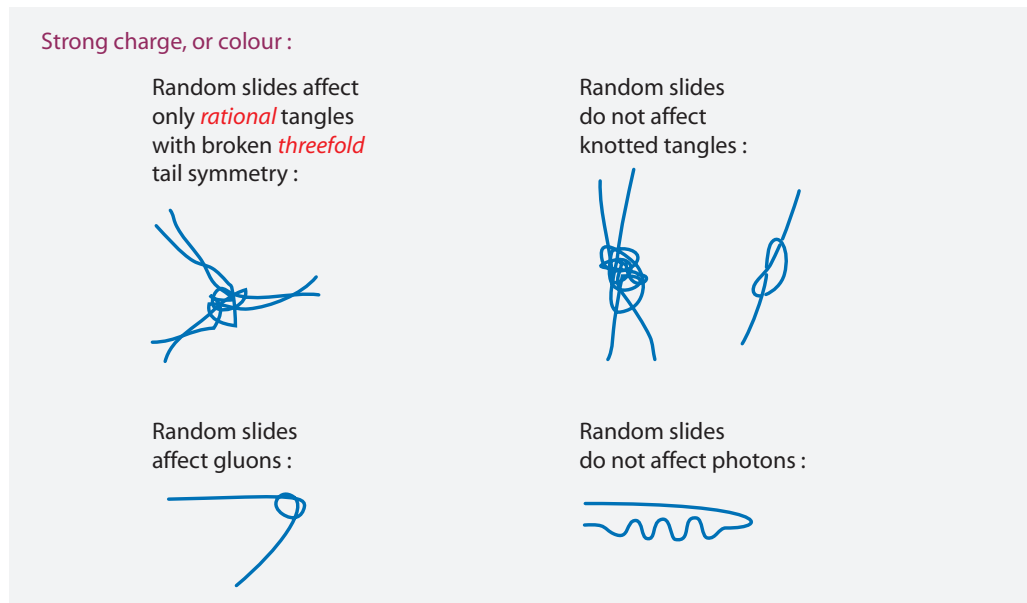 Strong charge, or colour :
Random slides affect
only rational tangles
with broken threefold
tail symmetry :
Random slides
do not affect
knotted tangles :
Random slides
affect gluons :
Random slides
do not affect photons :